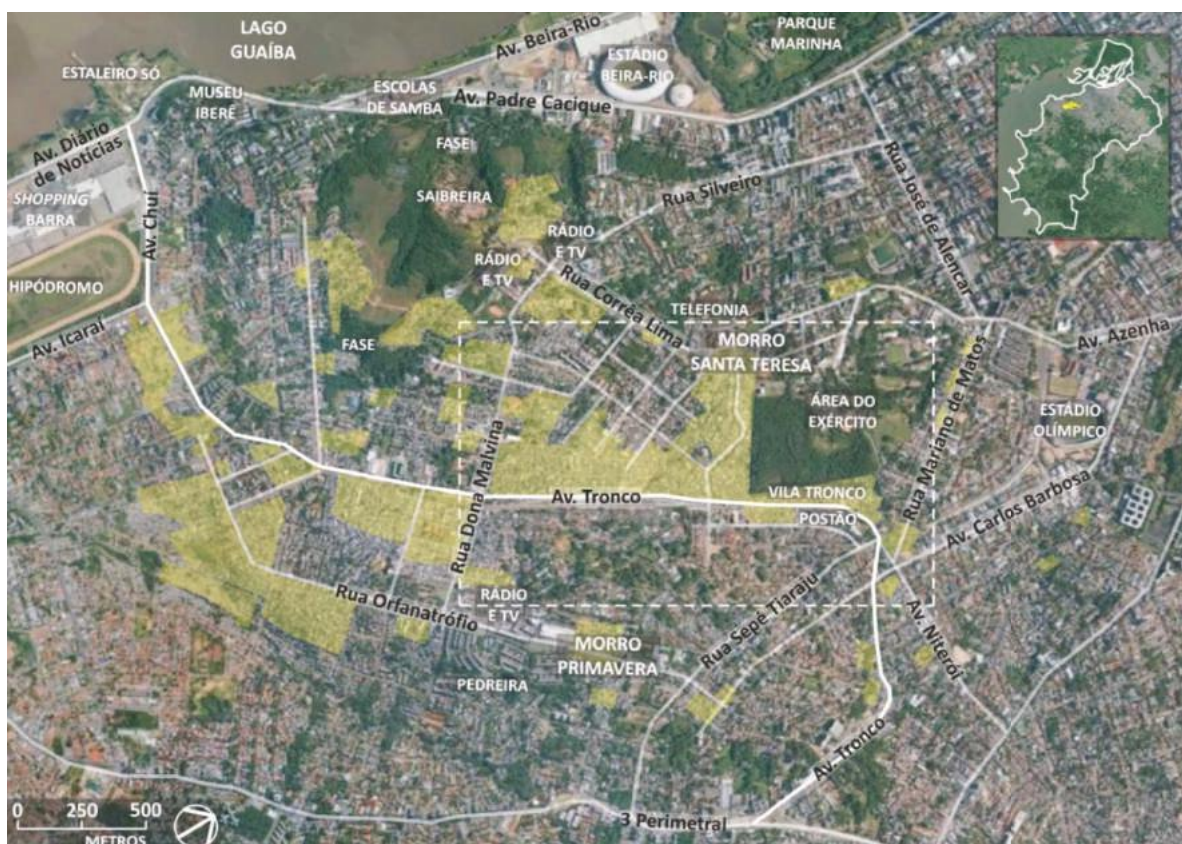 LAGO
GUAÍBA
Av. Beira-Rio
PARQUE
MARINHA
ESTALEIRO SÓ
ESTÁDIO
BEIRA-RIO
MUSEU
IBERÊ
ESCOLAS
DE SAMBA
Av. Padre Cacique
Av. Diário
de Notícias
FASE
Rua José de Alencar
SHOPPING
BARRA
Av. Chuí
SAIBREIRA
Rua Silveiro
RÁDIO
E TV
RÁDIO
E TV
HIPÓDROMO
Rua Corrêa Lima
TELEFONIA
Av. Icaraí
FASE
MORRO
SANTA TERESA
Av. Azenha
ÁREA DO
EXÉRCITO
Rua Mariano de Matos
ESTÁDIO
OLÍMPICO
Rua Dona Malvina
Av. Tronco
VILA TRONCO
POSTÃO
Av. Carlos Barbosa
Rua Orfanatrófio
RÁDIO
E TV
Rua Sepé Tiaraju
Av. Niterói
MORRO
PRIMAVERA
PEDREIRA
Av. Tronco
0 250 500
METROS
3 Perimetral